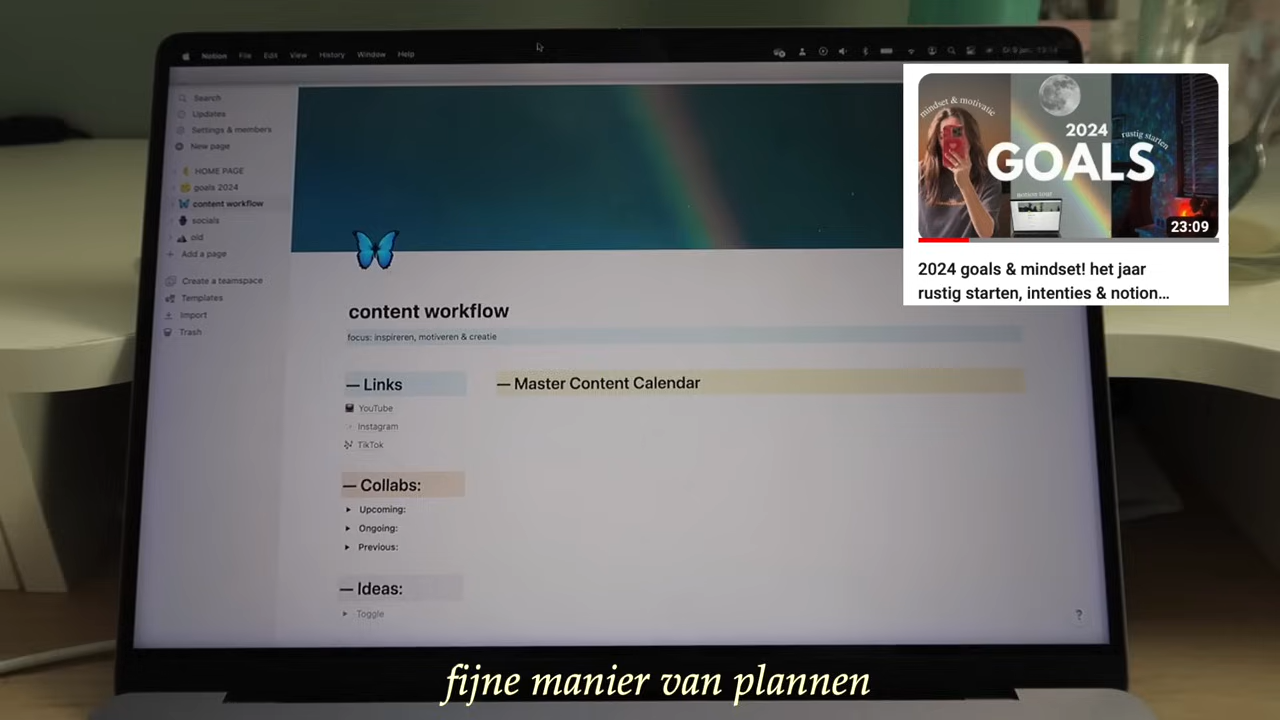 Notion File Edit View History Window Help
Search
Updates
Settings & members
New page
HOME PAGE
goals 2024
content workflow
socials
old
Add a page
Create a teamspace
Templates
Import
Trash
content workflow
focus: inspireren, motiveren & creatie
— Links
YouTube
Instagram
TikTok
— Collabs:
Upcoming:
Ongoing:
Previous:
— Ideas:
Toggle
— Master Content Calendar
?
mindset & motivatie
2024
rustig starten
GOALS
notion tour
23:09
2024 goals & mindset! het jaar
rustig starten, intenties & notion...
fijne manier van plannen